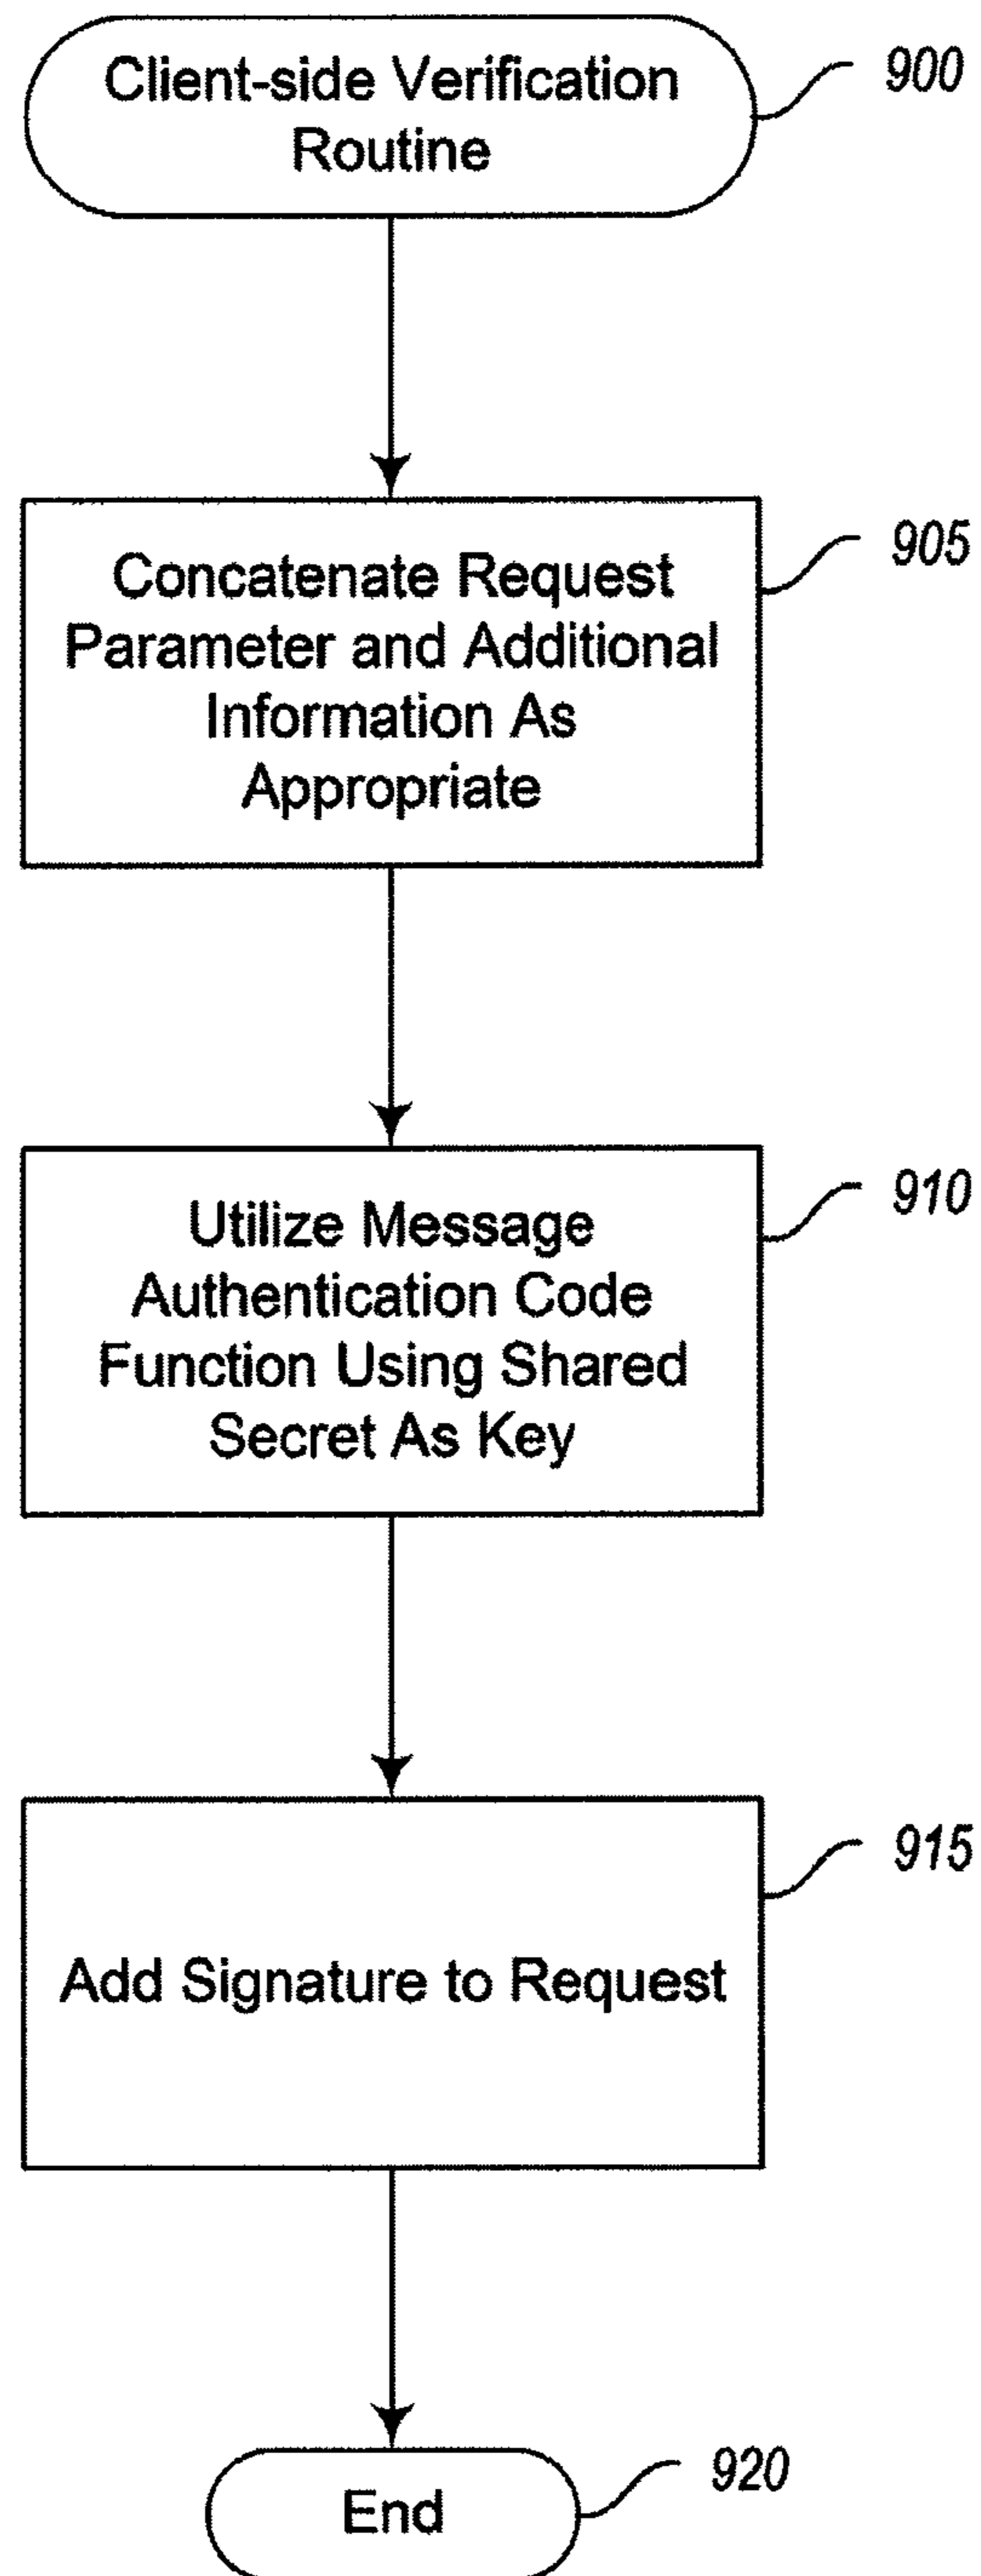 Client-side Verification
Routine
900
Concatenate Request
Parameter and Additional
Information As
Appropriate
905
Utilize Message
Authentication Code
Function Using Shared
Secret As Key
910
Add Signature to Request
915
End
920